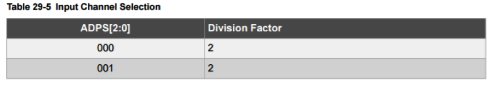 Table 29-5 Input Channel Selection
ADPS[2:0] Division Factor
000 2
001 2